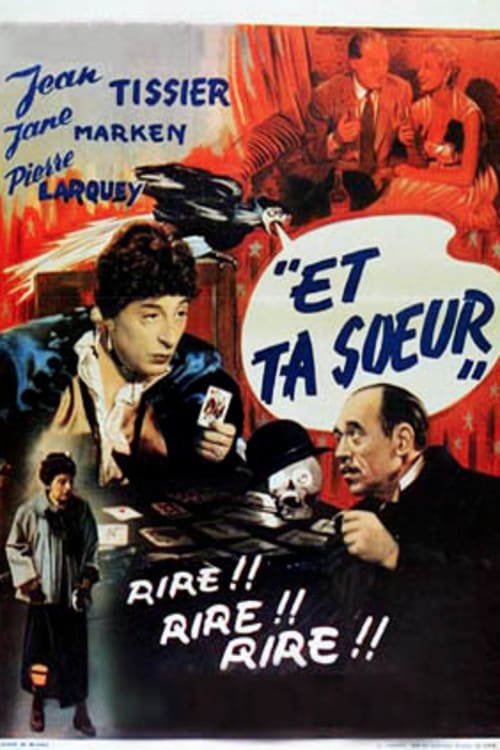 Jean TISSIER
Jane MARKEN
Pierre LARQUEY
"ET
TA SOEUR"
RIRE!!
RIRE!!
RIRE!!